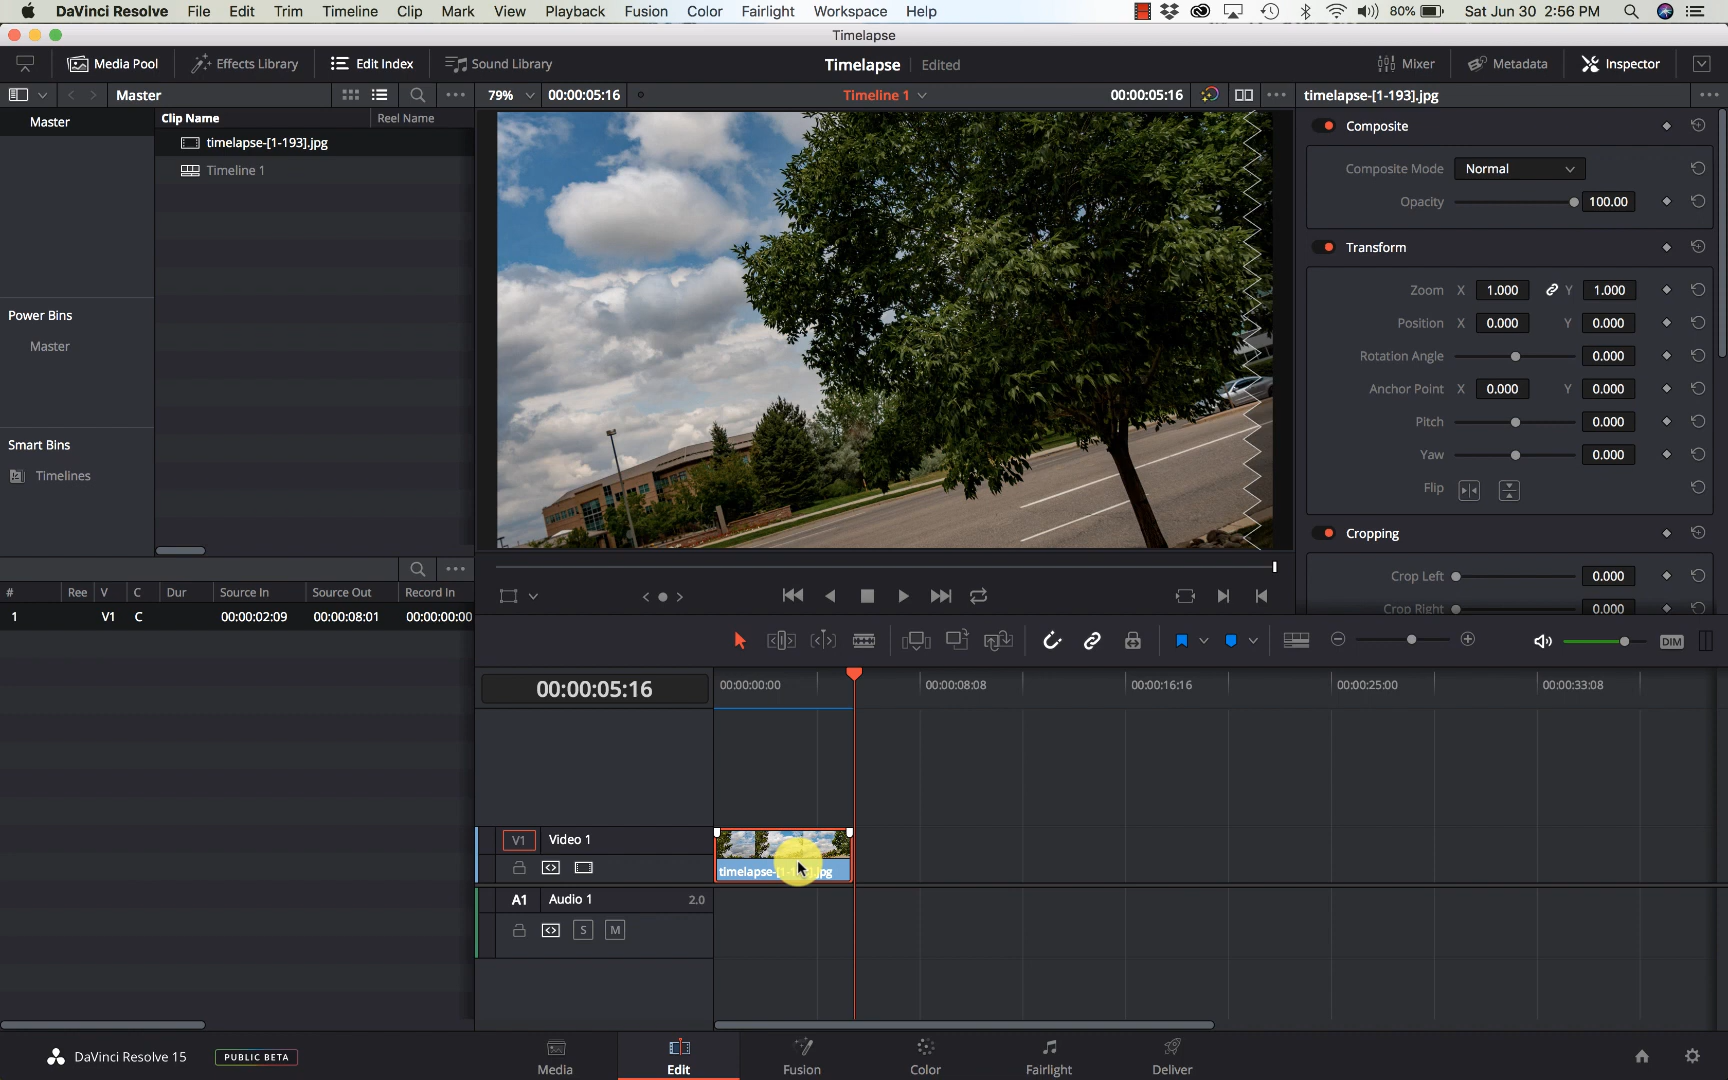 DaVinci Resolve File Edit Trim Timeline Clip Mark View Playback Fusion Color Fairlight Workspace Help 80% Sat Jun 30 2:56 PM
Timelapse
Media Pool Effects Library Edit Index Sound Library Timelapse Edited Mixer Metadata Inspector
Master 79% 00:00:05:16 Timeline 1 00:00:05:16 timelapse-[1-193].jpg
Master Clip Name Reel Name
timelapse-[1-193].jpg
Timeline 1
Power Bins
Master
Smart Bins
Timelines
Composite
Composite Mode Normal
Opacity 100.00
Transform
Zoom X 1.000 Y 1.000
Position X 0.000 Y 0.000
Rotation Angle 0.000
Anchor Point X 0.000 Y 0.000
Pitch 0.000
Yaw 0.000
Flip
Cropping
Crop Left 0.000
Crop Right 0.000
# Ree V C Dur Source In Source Out Record In
1 V1 C 00:00:02:09 00:00:08:01 00:00:00:00
DIM
00:00:05:16 00:00:00:00 00:00:08:08 00:00:16:16 00:00:25:00 00:00:33:08
V1 Video 1
timelapse-[1-193].jpg
A1 Audio 1 2.0
S M
DaVinci Resolve 15 PUBLIC BETA
Media Edit Fusion Color Fairlight Deliver